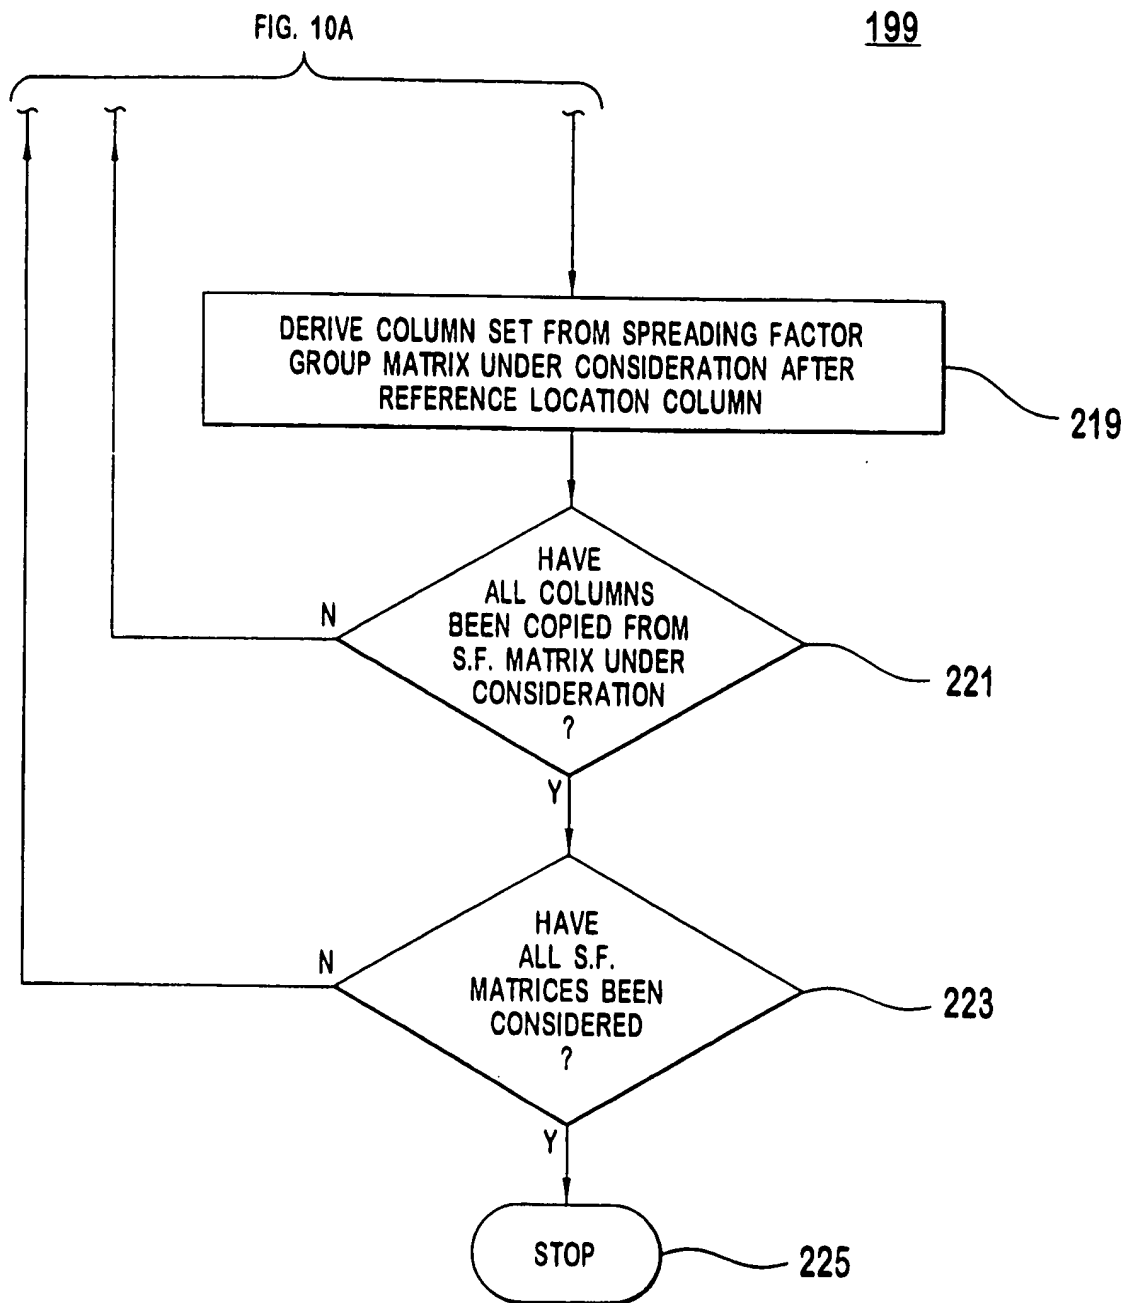 FIG. 10A
199
DERIVE COLUMN SET FROM SPREADING FACTOR
GROUP MATRIX UNDER CONSIDERATION AFTER
REFERENCE LOCATION COLUMN
219
HAVE
ALL COLUMNS
BEEN COPIED FROM
S.F. MATRIX UNDER
CONSIDERATION
?
N
221
Y
HAVE
ALL S.F.
MATRICES BEEN
CONSIDERED
?
N
223
Y
STOP
225